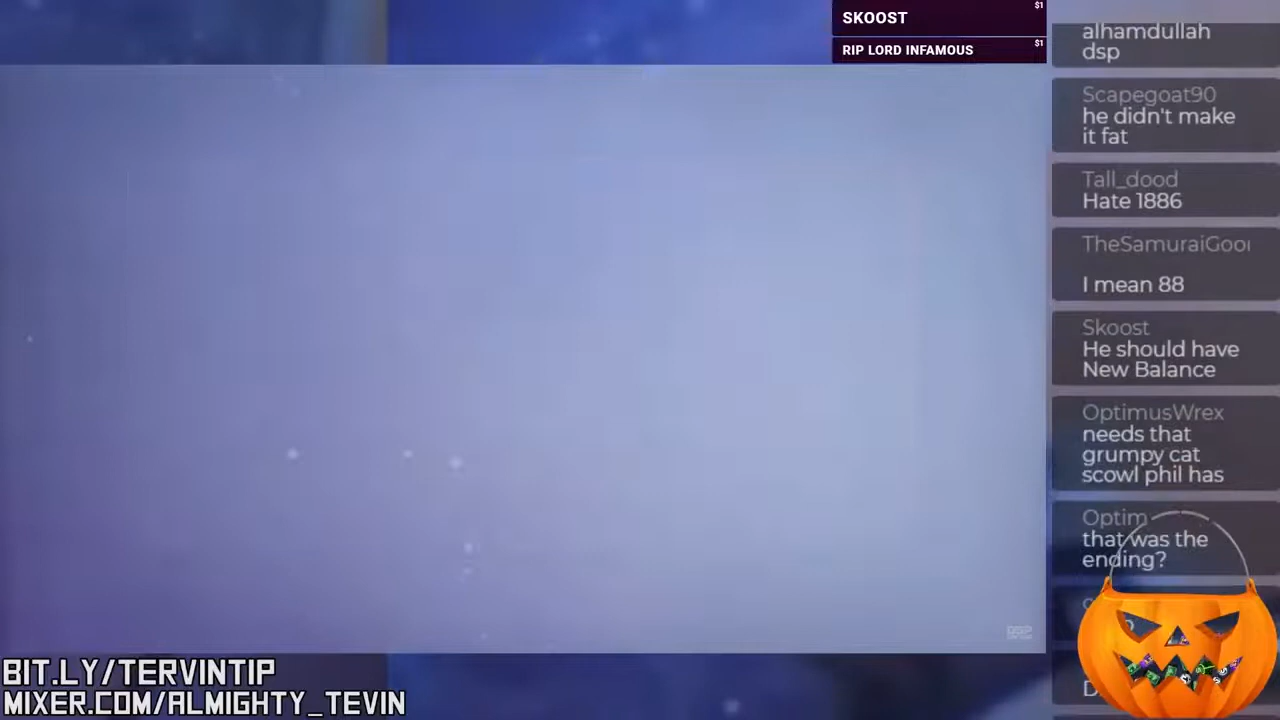 SKOOST
$1
RIP LORD INFAMOUS
$1
alhamdullah
dsp
Scapegoat90
he didn't make
it fat
Tall_dood
Hate 1886
TheSamuraiGoo
I mean 88
Skoost
He should have
New Balance
OptimusWrex
needs that
grumpy cat
scowl phil has
Optim
that was the
ending?
DSP
BIT.LY/TERVINTIP
MIXER.COM/ALMIGHTY_TEVIN